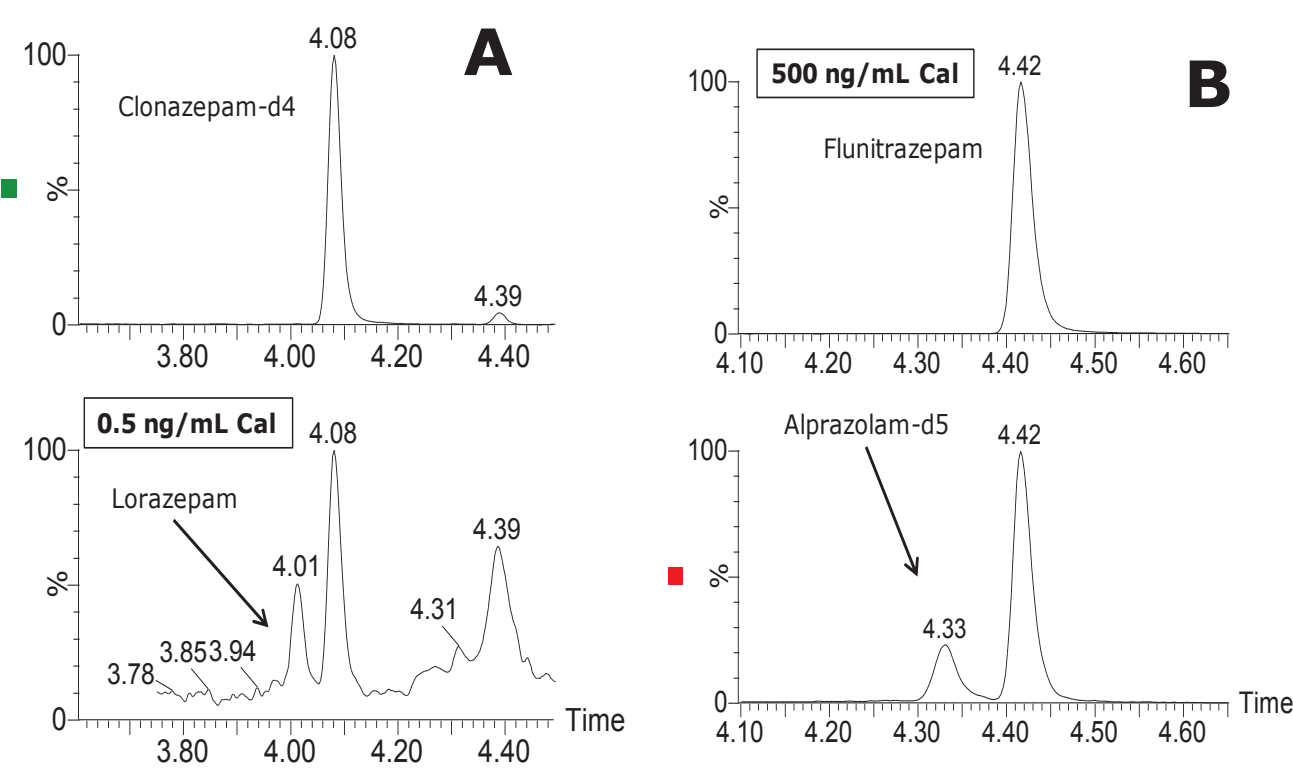 A
4.08
100
Clonazepam-d4
%
4.39
0
3.80 4.00 4.20 4.40
0.5 ng/mL Cal
4.08
100
Lorazepam
4.39
4.01
%
4.31
3.85 3.94
3.78
0
Time
3.80 4.00 4.20 4.40
B
500 ng/mL Cal
4.42
100
Flunitrazepam
%
0
4.10 4.20 4.30 4.40 4.50 4.60
Alprazolam-d5
4.42
100
%
4.33
0
Time
4.10 4.20 4.30 4.40 4.50 4.60